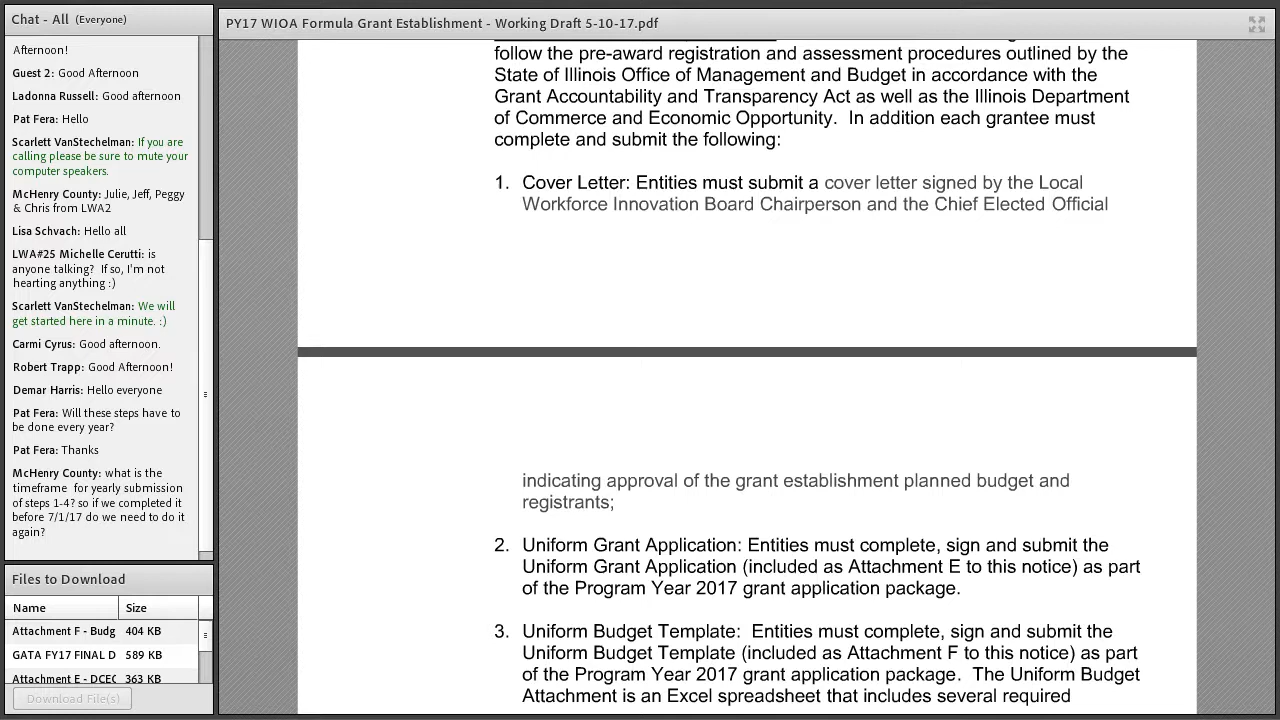 Chat - All (Everyone)
Afternoon!
Guest 2: Good Afternoon
Ladonna Russell: Good afternoon
Pat Fera: Hello
Scarlett VanStechelman: If you are
calling please be sure to mute your
computer speakers.
McHenry County: Julie, Jeff, Peggy
& Chris from LWA2
Lisa Schvach: Hello all
LWA#25 Michelle Cerutti: is
anyone talking? If so, I'm not
hearting anything :)
Scarlett VanStechelman: We will
get started here in a minute. :)
Carmi Cyrus: Good afternoon.
Robert Trapp: Good Afternoon!
Demar Harris: Hello everyone
Pat Fera: Will these steps have to
be done every year?
Pat Fera: Thanks
McHenry County: what is the
timeframe for yearly submission
of steps 1-4? so if we completed it
before 7/1/17 do we need to do it
again?
Files to Download
Name Size
Attachment F - Budg 404 KB
GATA FY17 FINAL D 589 KB
Attachment E - DCEC 363 KB
Download File(s)
PY17 WIOA Formula Grant Establishment - Working Draft 5-10-17.pdf
follow the pre-award registration and assessment procedures outlined by the
State of Illinois Office of Management and Budget in accordance with the
Grant Accountability and Transparency Act as well as the Illinois Department
of Commerce and Economic Opportunity. In addition each grantee must
complete and submit the following:
1. Cover Letter: Entities must submit a cover letter signed by the Local
Workforce Innovation Board Chairperson and the Chief Elected Official
indicating approval of the grant establishment planned budget and
registrants;
2. Uniform Grant Application: Entities must complete, sign and submit the
Uniform Grant Application (included as Attachment E to this notice) as part
of the Program Year 2017 grant application package.
3. Uniform Budget Template: Entities must complete, sign and submit the
Uniform Budget Template (included as Attachment F to this notice) as part
of the Program Year 2017 grant application package. The Uniform Budget
Attachment is an Excel spreadsheet that includes several required